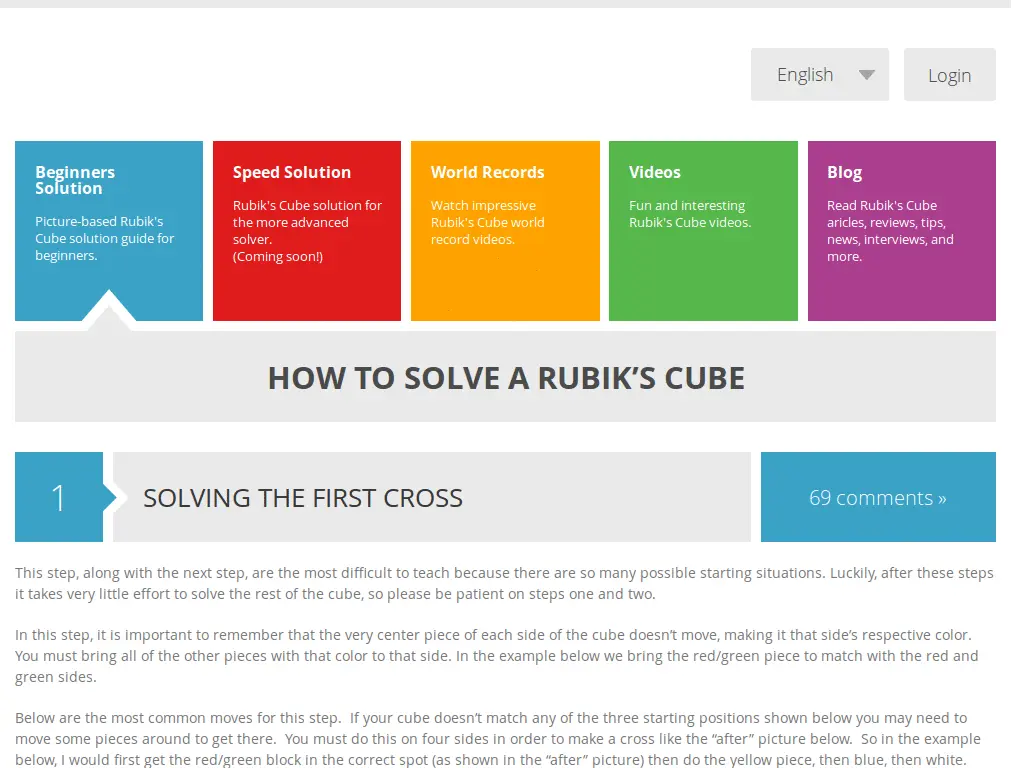 English
Login
Beginners
Solution
Picture-based Rubik's
Cube solution guide for
beginners.
Speed Solution
Rubik's Cube solution for
the more advanced
solver.
(Coming soon!)
World Records
Watch impressive
Rubik's Cube world
record videos.
Videos
Fun and interesting
Rubik's Cube videos.
Blog
Read Rubik's Cube
aricles, reviews, tips,
news, interviews, and
more.
HOW TO SOLVE A RUBIK’S CUBE
1
SOLVING THE FIRST CROSS
69 comments »
This step, along with the next step, are the most difficult to teach because there are so many possible starting situations. Luckily, after these steps
it takes very little effort to solve the rest of the cube, so please be patient on steps one and two.
In this step, it is important to remember that the very center piece of each side of the cube doesn’t move, making it that side’s respective color.
You must bring all of the other pieces with that color to that side. In the example below we bring the red/green piece to match with the red and
green sides.
Below are the most common moves for this step.  If your cube doesn’t match any of the three starting positions shown below you may need to
move some pieces around to get there.  You must do this on four sides in order to make a cross like the “after” picture below.  So in the example
below, I would first get the red/green block in the correct spot (as shown in the “after” picture) then do the yellow piece, then blue, then white.